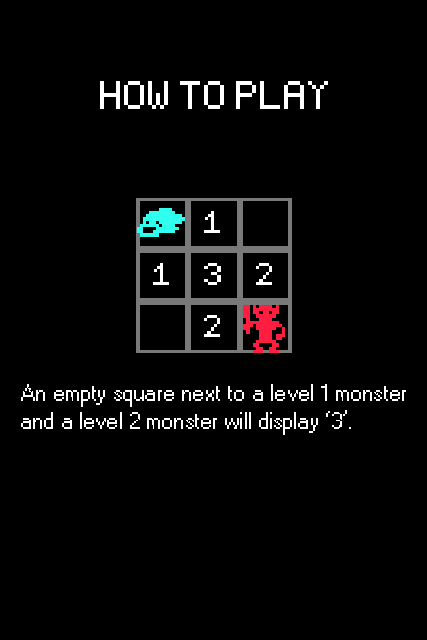 HOW TO PLAY
1
1 3 2
2
An empty square next to a level 1 monster
and a level 2 monster will display ‘3’.